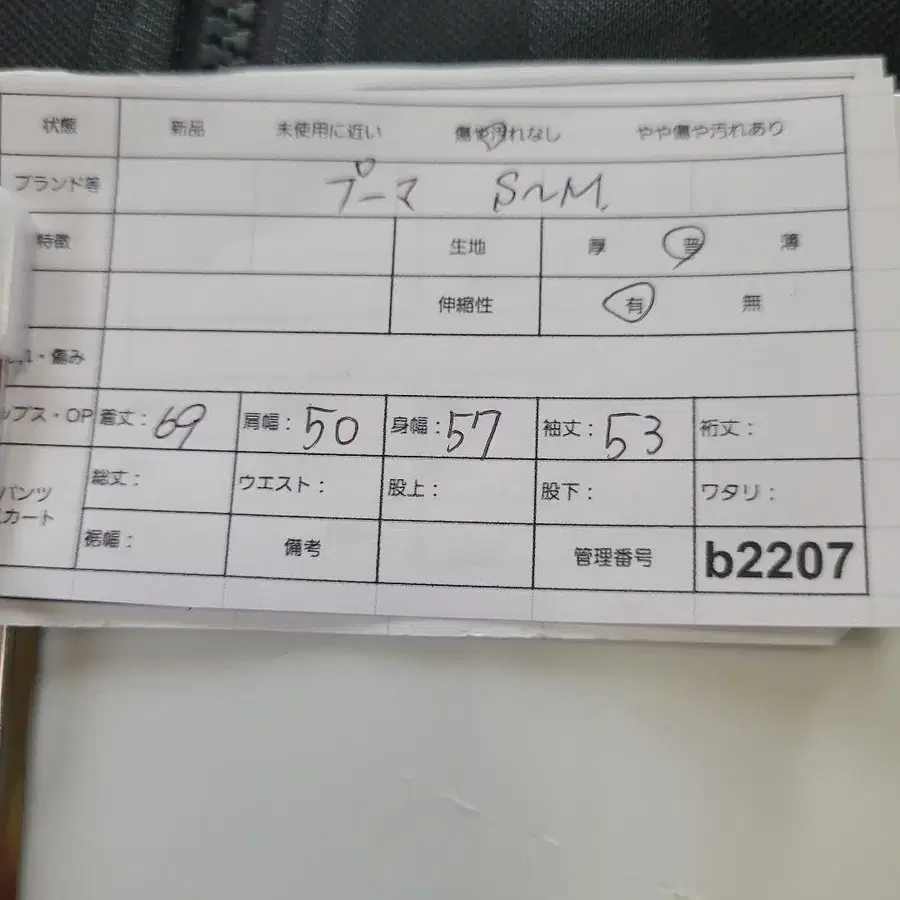 状態 新品 未使用に近い 傷や汚れなし やや傷や汚れあり
ブランド等 プーマ S~M
特徴 生地 厚 普 薄
伸縮性 有 無
・傷み
ップス・OP 着丈: 69 肩幅: 50 身幅: 57 袖丈: 53 裄丈:
パンツ 総丈: ウエスト: 股上: 股下: ワタリ:
カート
裾幅: 備考 管理番号 b2207